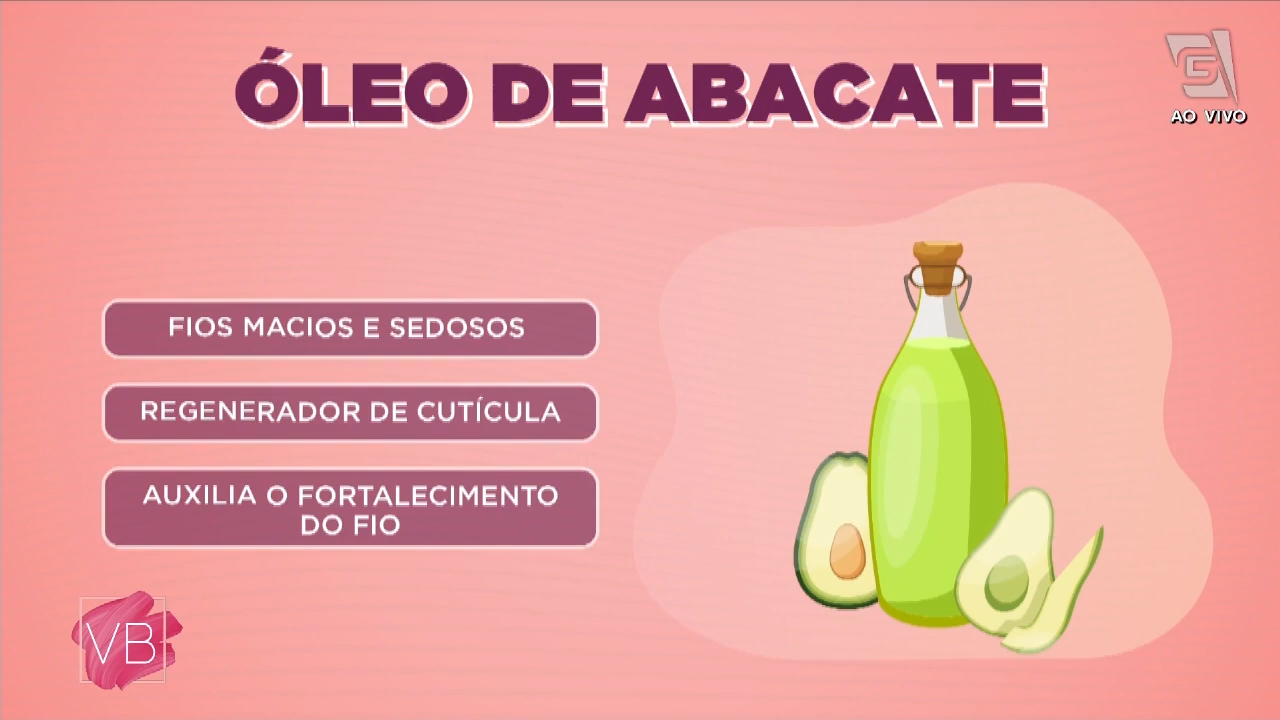 ÓLEO DE ABACATE
AO VIVO
FIOS MACIOS E SEDOSOS
REGENERADOR DE CUTÍCULA
AUXILIA O FORTALECIMENTO
DO FIO
VB